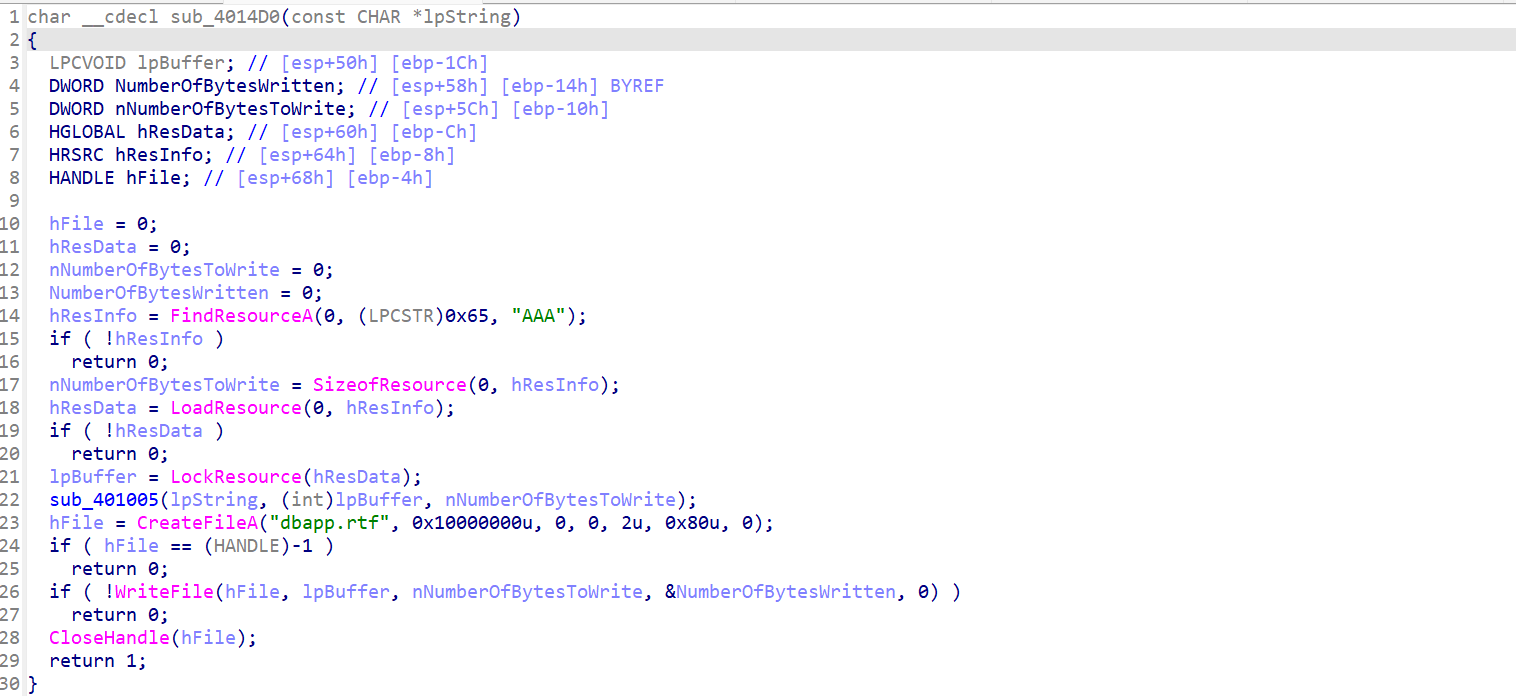 1 char __cdecl sub_4014D0(const CHAR *lpString)
2 {
3 LPCVOID lpBuffer; // [esp+50h] [ebp-1Ch]
4 DWORD NumberOfBytesWritten; // [esp+58h] [ebp-14h] BYREF
5 DWORD nNumberOfBytesToWrite; // [esp+5Ch] [ebp-10h]
6 HGLOBAL hResData; // [esp+60h] [ebp-Ch]
7 HRSRC hResInfo; // [esp+64h] [ebp-8h]
8 HANDLE hFile; // [esp+68h] [ebp-4h]
9
10 hFile = 0;
11 hResData = 0;
12 nNumberOfBytesToWrite = 0;
13 NumberOfBytesWritten = 0;
14 hResInfo = FindResourceA(0, (LPCSTR)0x65, "AAA");
15 if ( !hResInfo )
16 return 0;
17 nNumberOfBytesToWrite = SizeofResource(0, hResInfo);
18 hResData = LoadResource(0, hResInfo);
19 if ( !hResData )
20 return 0;
21 lpBuffer = LockResource(hResData);
22 sub_401005(lpString, (int)lpBuffer, nNumberOfBytesToWrite);
23 hFile = CreateFileA("dbapp.rtf", 0x10000000u, 0, 0, 2u, 0x80u, 0);
24 if ( hFile == (HANDLE)-1 )
25 return 0;
26 if ( !WriteFile(hFile, lpBuffer, nNumberOfBytesToWrite, &NumberOfBytesWritten, 0) )
27 return 0;
28 CloseHandle(hFile);
29 return 1;
30 }